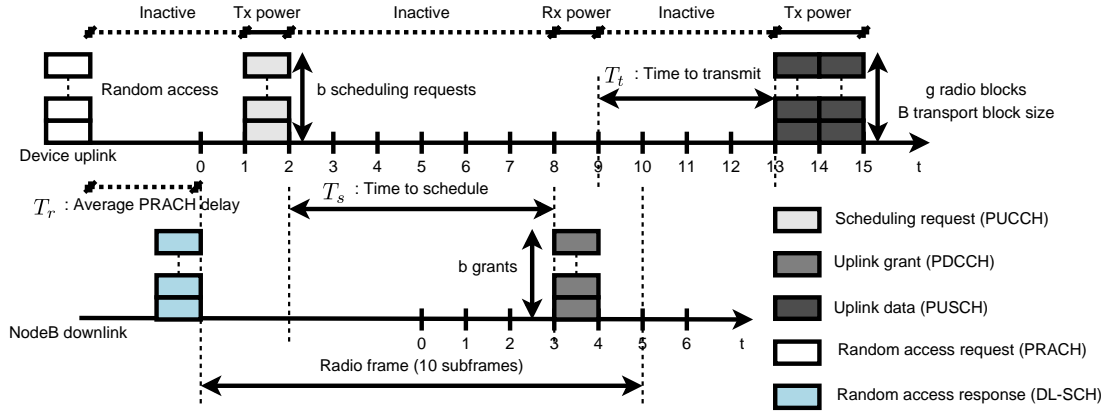 Inactive Tx power Inactive Rx power Inactive Tx power
Random access
b scheduling requests
T_t : Time to transmit
g radio blocks
B transport block size
Device uplink
0 1 2 3 4 5 6 7 8 9 10 11 12 13 14 15 t
T_r : Average PRACH delay
T_s : Time to schedule
b grants
NodeB downlink
0 1 2 3 4 5 6 t
Radio frame (10 subframes)
Scheduling request (PUCCH)
Uplink grant (PDCCH)
Uplink data (PUSCH)
Random access request (PRACH)
Random access response (DL-SCH)